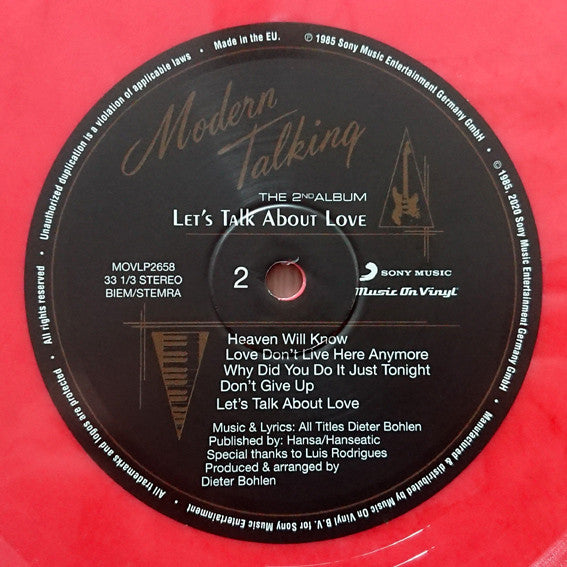 Made in the EU. • ℗ 1985 Sony Music Entertainment Germany GmbH • © 1985, 2020 Sony Music Entertainment Germany GmbH • Manufactured & distributed by Music On Vinyl B.V. for Sony Music Entertainment • All trademarks and logos are protected • All rights reserved • Unauthorized duplication is a violation of applicable laws •
Modern
Talking
THE 2ND ALBUM
LET'S TALK ABOUT LOVE
MOVLP2658
33 1/3 STEREO
BIEM/STEMRA
2
SONY MUSIC
Music On Vinyl
Heaven Will Know
Love Don't Live Here Anymore
Why Did You Do It Just Tonight
Don't Give Up
Let's Talk About Love
Music & Lyrics: All Titles Dieter Bohlen
Published by: Hansa/Hanseatic
Special thanks to Luis Rodrigues
Produced & arranged by
Dieter Bohlen